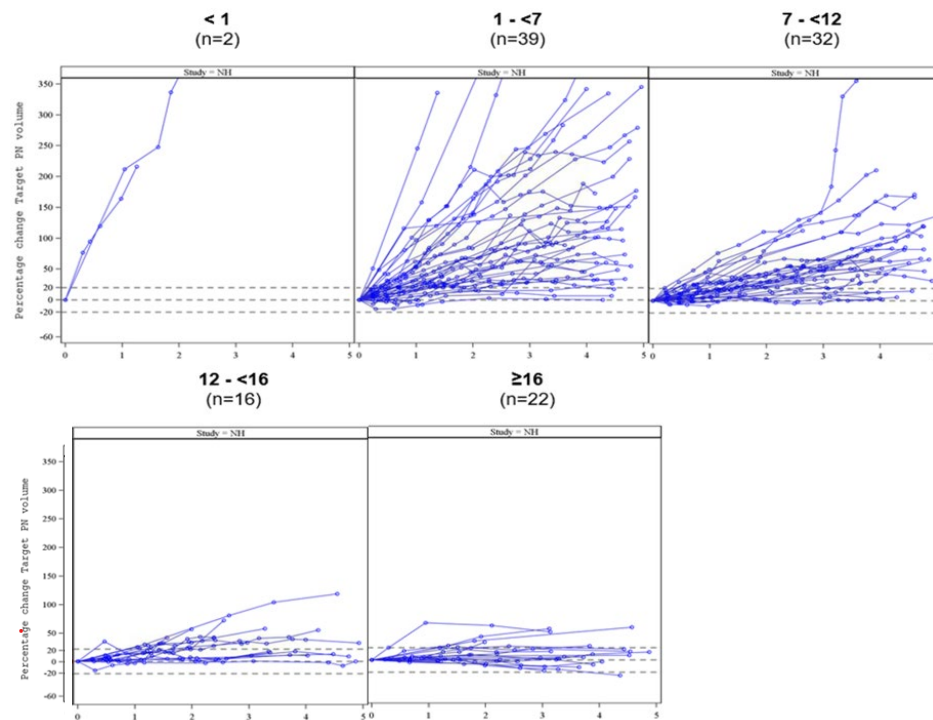 < 1
(n=2)
1 - <7
(n=39)
7 - <12
(n=32)
Study = NH
Study = NH
Study = NH
Percentage change Target PN volume
350
300
250
200
150
100
50
20
0
-20
-60
0 1 2 3 4 5
0 1 2 3 4 5
0 1 2 3 4
12 - <16
(n=16)
≥16
(n=22)
Study = NH
Study = NH
Percentage change Target PN volume
350
300
250
200
150
100
50
20
0
-20
-60
0 1 2 3 4 5
0 1 2 3 4 5